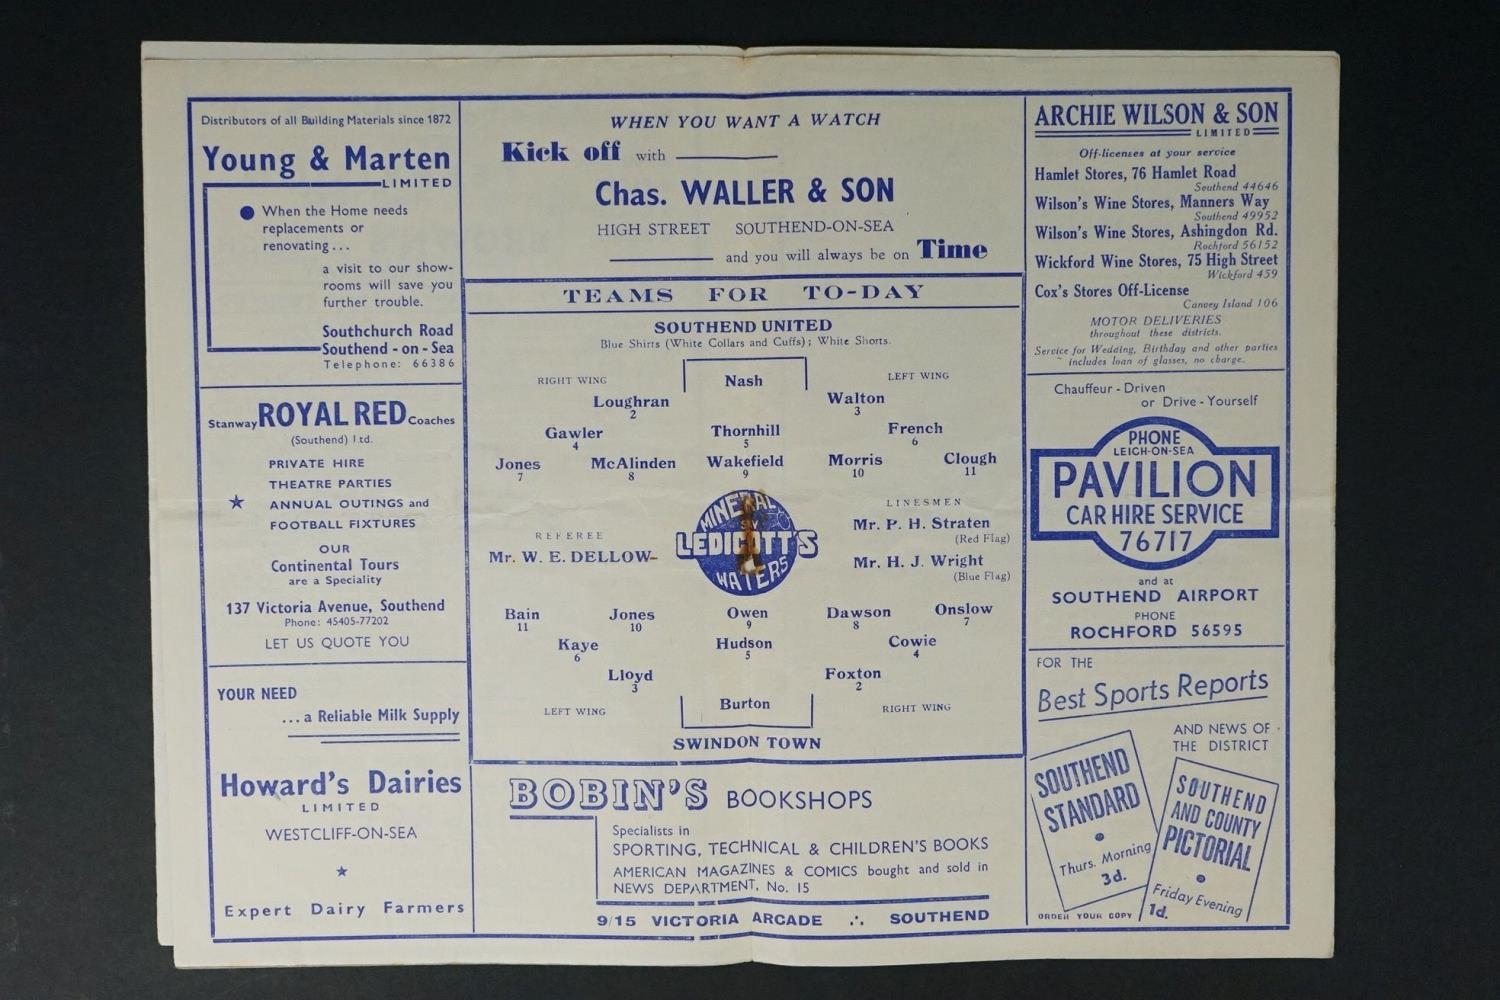 Distributors of all Building Materials since 1872
Young & Marten
LIMITED
When the Home needs
replacements or
renovating...
a visit to our show-
rooms will save you
further trouble.
Southchurch Road
Southend - on - Sea
Telephone: 66386
Stanway ROYAL RED Coaches
(Southend) Ltd.
PRIVATE HIRE
THEATRE PARTIES
★ ANNUAL OUTINGS and
FOOTBALL FIXTURES
OUR
Continental Tours
are a Speciality
137 Victoria Avenue, Southend
Phone: 45405-77202
LET US QUOTE YOU
YOUR NEED
...a Reliable Milk Supply
Howard's Dairies
LIMITED
WESTCLIFF-ON-SEA
★
Expert Dairy Farmers
WHEN YOU WANT A WATCH
Kick off with
Chas. WALLER & SON
HIGH STREET SOUTHEND-ON-SEA
and you will always be on Time
TEAMS FOR TO-DAY
SOUTHEND UNITED
Blue Shirts (White Collars and Cuffs); White Shorts.
RIGHT WING LEFT WING
Nash
Loughran Walton
2 3
Gawler Thornhill French
4 5 6
Jones McAlinden Wakefield Morris Clough
7 8 9 10 11
MINERAL
LEDICOTT'S
WATERS
REFEREE
Mr. W. E. DELLOW
LINESMEN
Mr. P. H. Straten
(Red Flag)
Mr. H. J. Wright
(Blue Flag)
Bain Jones Owen Dawson Onslow
11 10 9 8 7
Kaye Hudson Cowie
6 5 4
Lloyd Foxton
3 2
Burton
LEFT WING RIGHT WING
SWINDON TOWN
BOBIN'S BOOKSHOPS
Specialists in
SPORTING, TECHNICAL & CHILDREN'S BOOKS
AMERICAN MAGAZINES & COMICS bought and sold in
NEWS DEPARTMENT, No. 15
9/15 VICTORIA ARCADE ∴ SOUTHEND
ARCHIE WILSON & SON
LIMITED
Off-licenses at your service
Hamlet Stores, 76 Hamlet Road
Southend 44646
Wilson's Wine Stores, Manners Way
Southend 49952
Wilson's Wine Stores, Ashingdon Rd.
Rochford 56152
Wickford Wine Stores, 75 High Street
Wickford 459
Cox's Stores Off-License
Canvey Island 106
MOTOR DELIVERIES
throughout these districts.
Service for Wedding, Birthday and other parties
includes loan of glasses, no charge.
Chauffeur - Driven
or Drive - Yourself
PHONE
LEIGH-ON-SEA
PAVILION
CAR HIRE SERVICE
76717
and at
SOUTHEND AIRPORT
PHONE
ROCHFORD 56595
FOR THE
Best Sports Reports
AND NEWS OF
THE DISTRICT
SOUTHEND
STANDARD
Thurs. Morning
3d.
SOUTHEND
AND COUNTY
PICTORIAL
Friday Evening
1d.
ORDER YOUR COPY